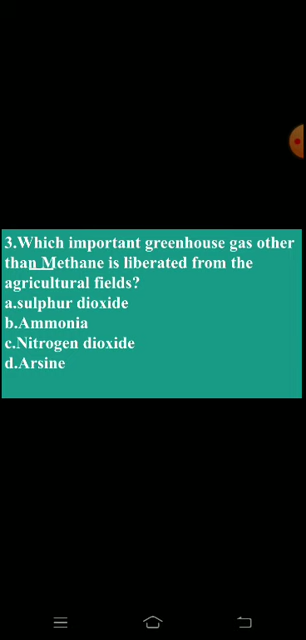 3.Which important greenhouse gas other
than Methane is liberated from the
agricultural fields?
a.sulphur dioxide
b.Ammonia
c.Nitrogen dioxide
d.Arsine